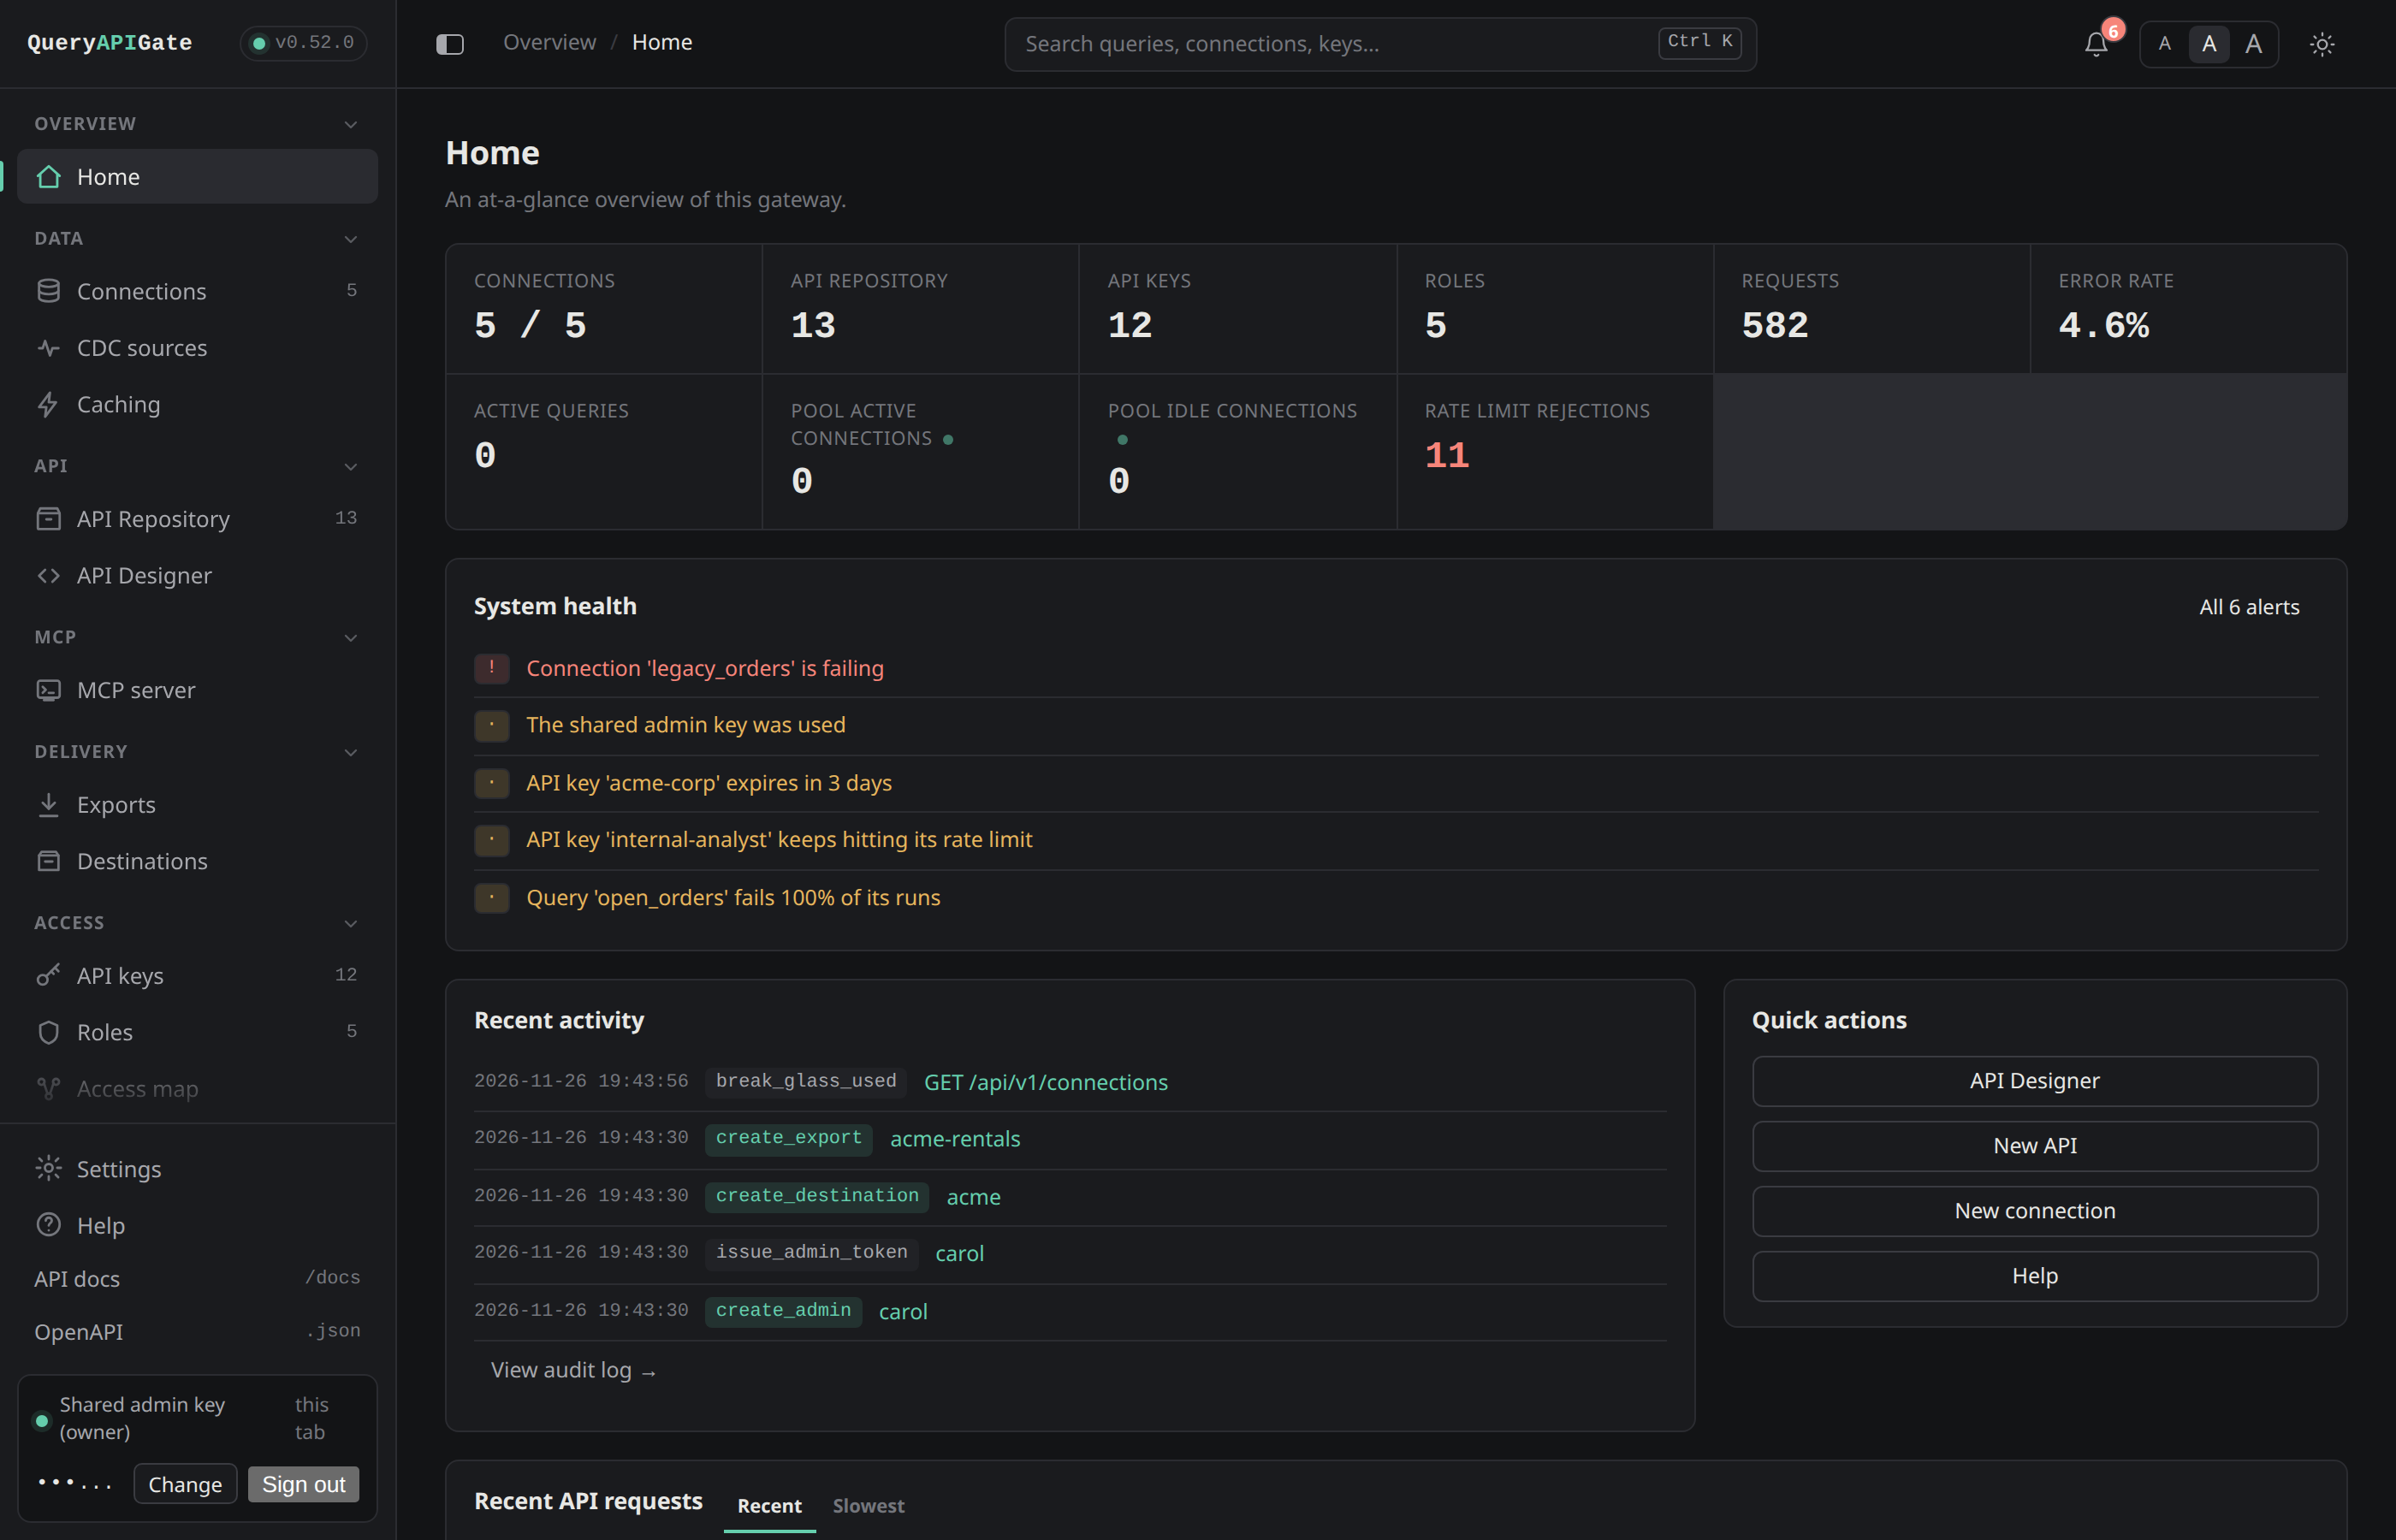 QueryAPIGate
v0.52.0
Overview / Home
Search queries, connections, keys...
Ctrl K
6
A A A
OVERVIEW
Home
DATA
Connections 5
CDC sources
Caching
API
API Repository 13
API Designer
MCP
MCP server
DELIVERY
Exports
Destinations
ACCESS
API keys 12
Roles 5
Access map
Settings
Help
API docs /docs
OpenAPI .json
Shared admin key
(owner)
this
tab
•••...
Change
Sign out
Home
An at-a-glance overview of this gateway.
CONNECTIONS
5 / 5
API REPOSITORY
13
API KEYS
12
ROLES
5
REQUESTS
582
ERROR RATE
4.6%
ACTIVE QUERIES
0
POOL ACTIVE
CONNECTIONS
0
POOL IDLE CONNECTIONS
0
RATE LIMIT REJECTIONS
11
System health
All 6 alerts
! Connection 'legacy_orders' is failing
· The shared admin key was used
· API key 'acme-corp' expires in 3 days
· API key 'internal-analyst' keeps hitting its rate limit
· Query 'open_orders' fails 100% of its runs
Recent activity
2026-11-26 19:43:56 break_glass_used GET /api/v1/connections
2026-11-26 19:43:30 create_export acme-rentals
2026-11-26 19:43:30 create_destination acme
2026-11-26 19:43:30 issue_admin_token carol
2026-11-26 19:43:30 create_admin carol
View audit log →
Quick actions
API Designer
New API
New connection
Help
Recent API requests Recent Slowest